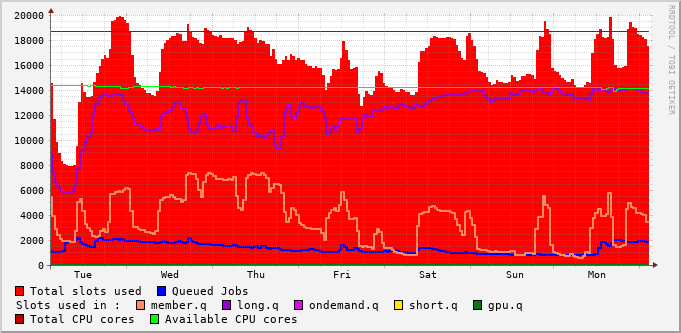 RRDTOOL / TOBI OETIKER
20000
18000
16000
14000
12000
10000
8000
6000
4000
2000
0
Tue Wed Thu Fri Sat Sun Mon
Total slots used Queued Jobs
Slots used in : member.q long.q ondemand.q short.q gpu.q
Total CPU cores Available CPU cores